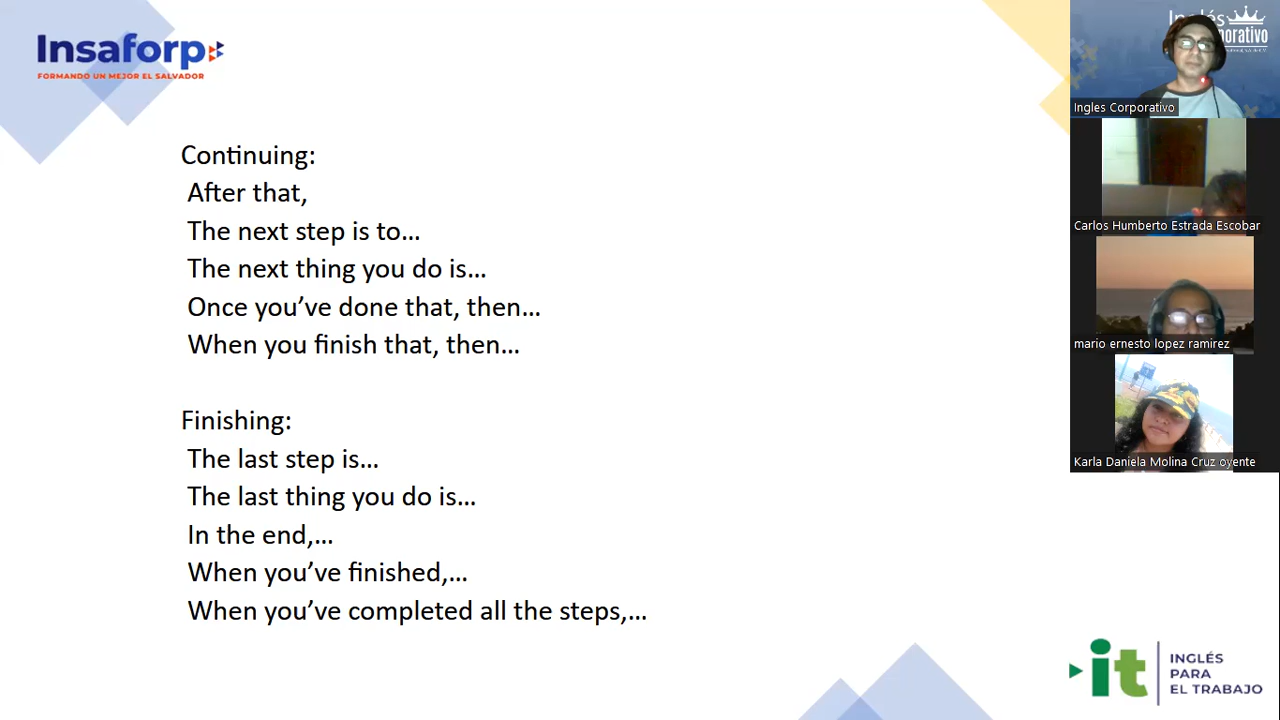 Insaforp
FORMANDO UN MEJOR EL SALVADOR
Continuing:
After that,
The next step is to…
The next thing you do is…
Once you’ve done that, then…
When you finish that, then…
Finishing:
The last step is…
The last thing you do is…
In the end,…
When you’ve finished,…
When you’ve completed all the steps,…
Ingles Corporativo
Carlos Humberto Estrada Escobar
mario ernesto lopez ramirez
Karla Daniela Molina Cruz oyente
it
INGLÉS
PARA
EL TRABAJO